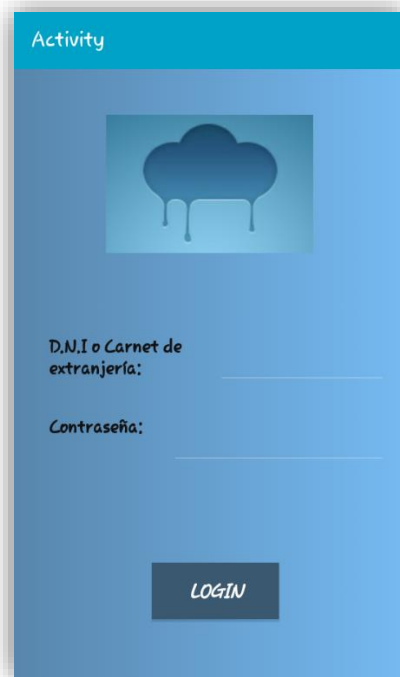 Activity
D.N.I o Carnet de
extranjería:
Contraseña:
LOGIN